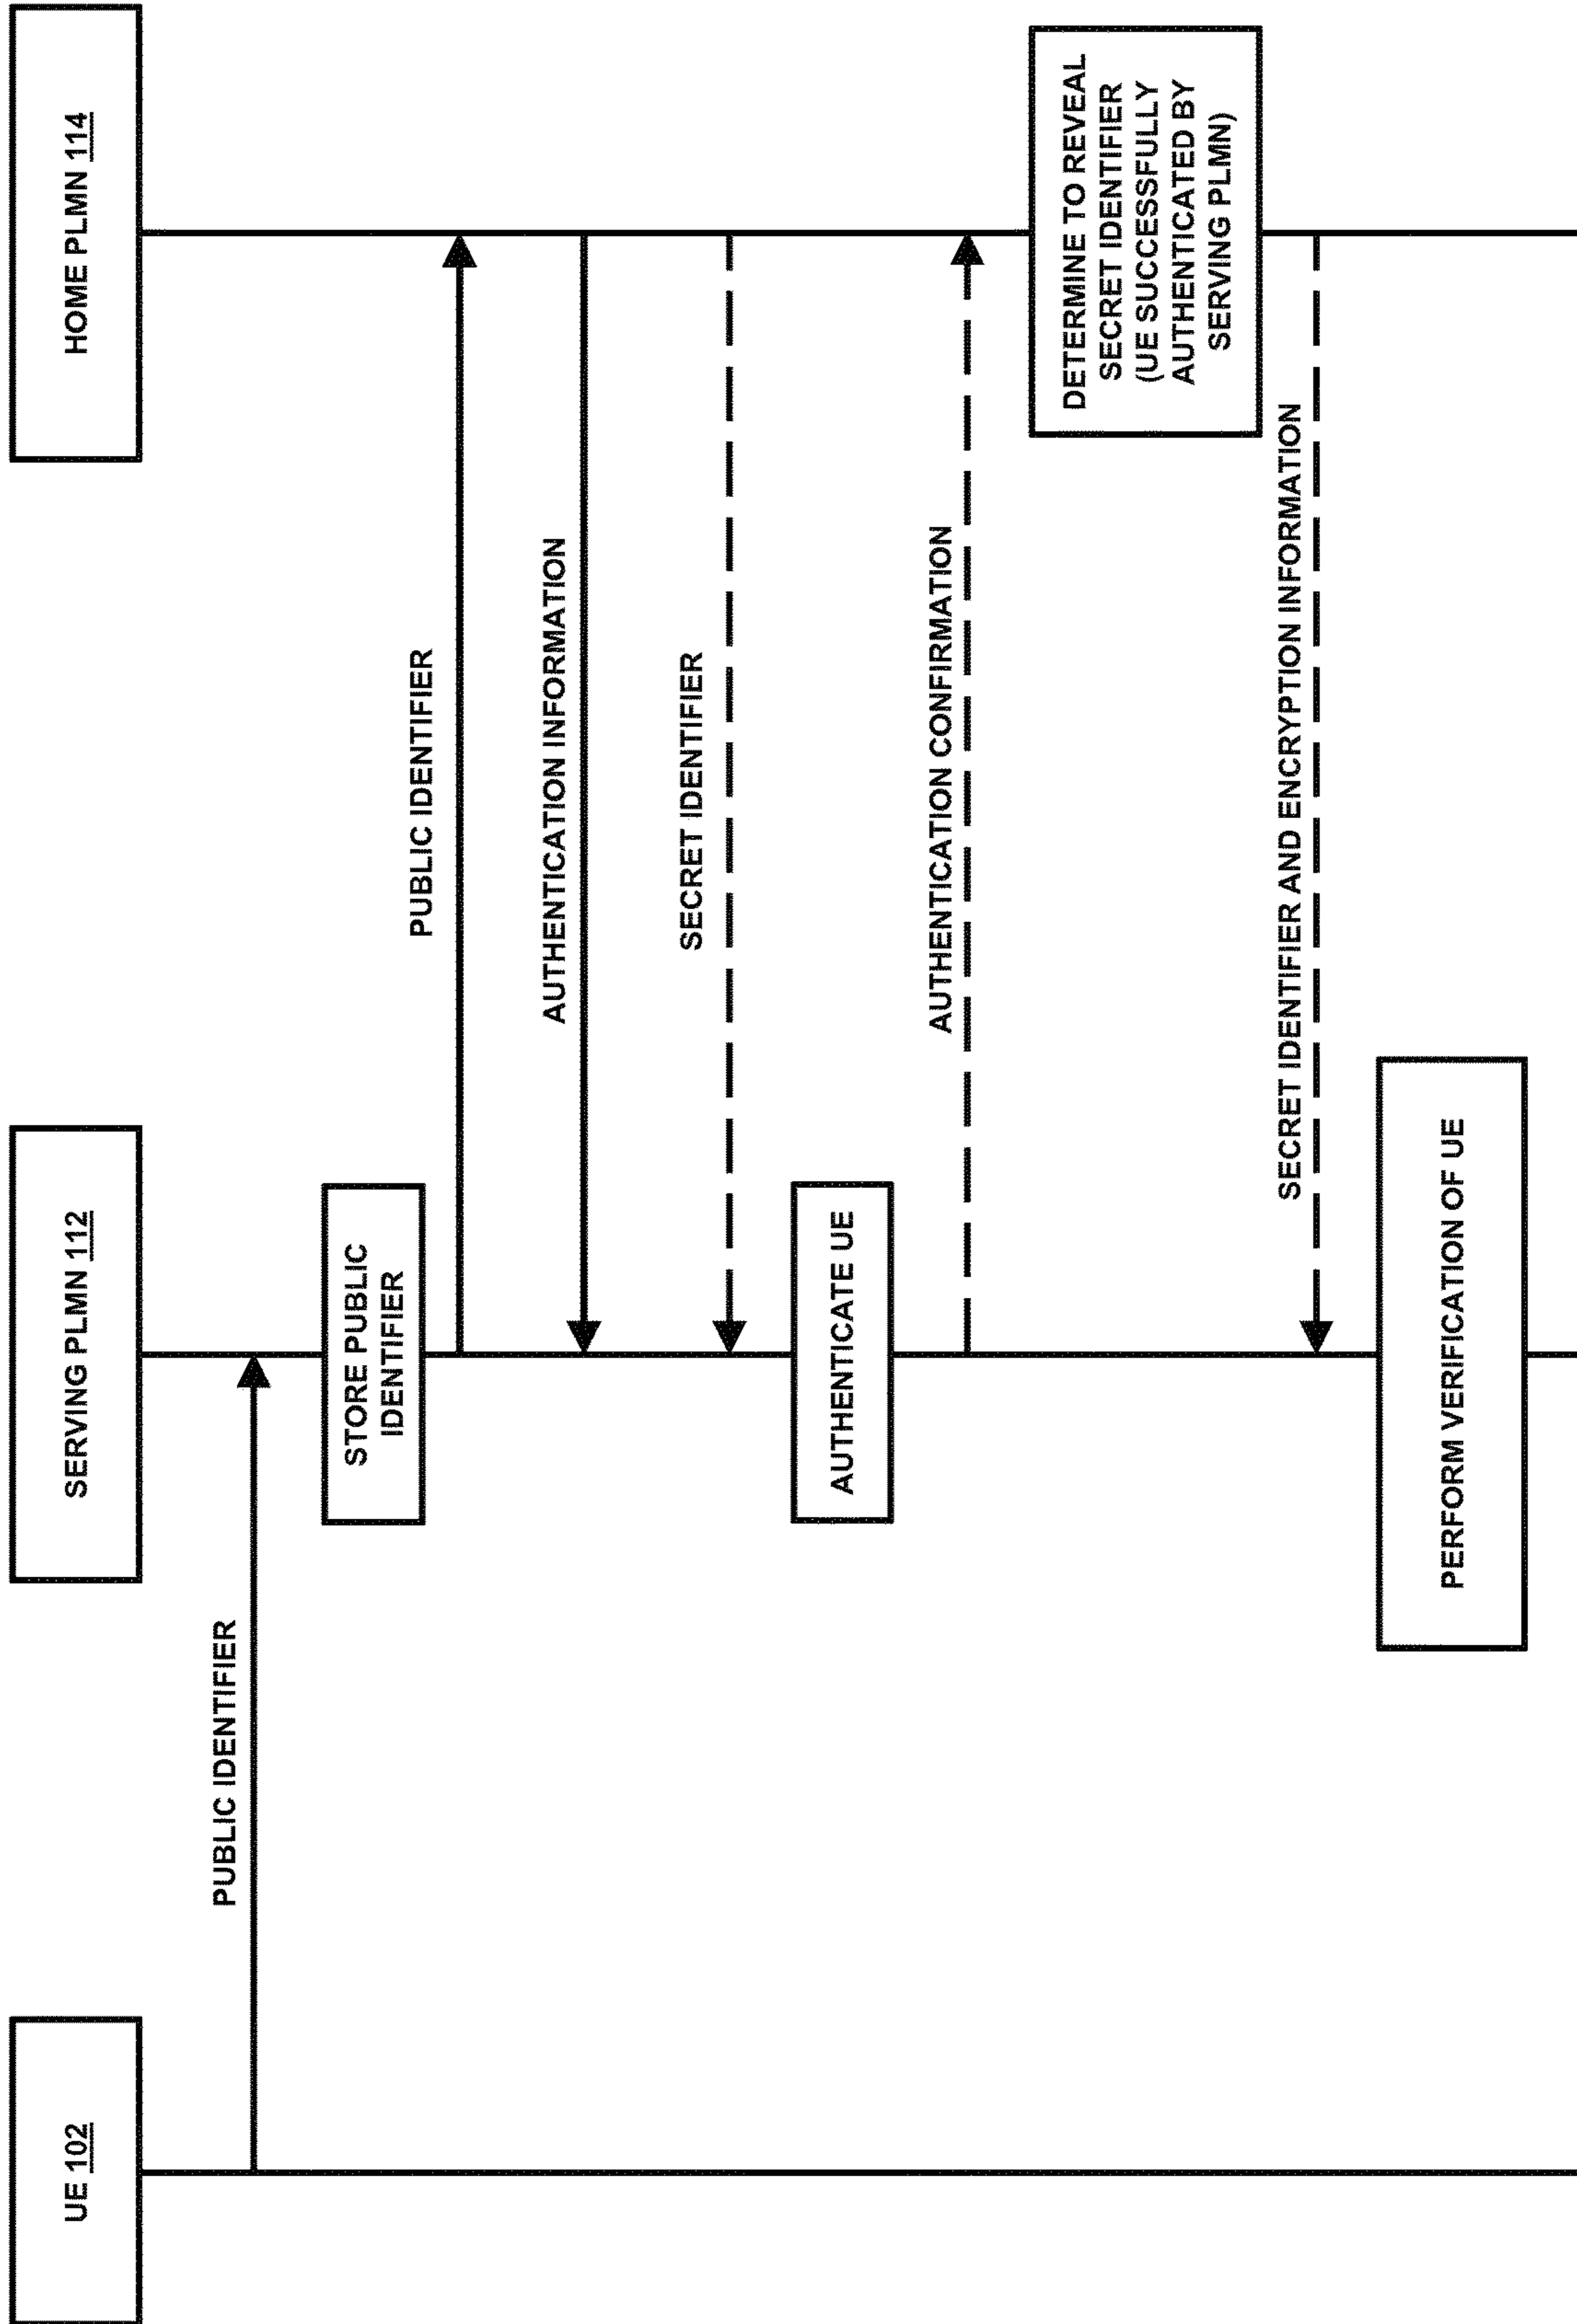 UE 102
SERVING PLMN 112
HOME PLMN 114
PUBLIC IDENTIFIER
STORE PUBLIC
IDENTIFIER
PUBLIC IDENTIFIER
AUTHENTICATION INFORMATION
SECRET IDENTIFIER
AUTHENTICATE UE
AUTHENTICATION CONFIRMATION
DETERMINE TO REVEAL
SECRET IDENTIFIER
(UE SUCCESSFULLY
AUTHENTICATED BY
SERVING PLMN)
SECRET IDENTIFIER AND ENCRYPTION INFORMATION
PERFORM VERIFICATION OF UE